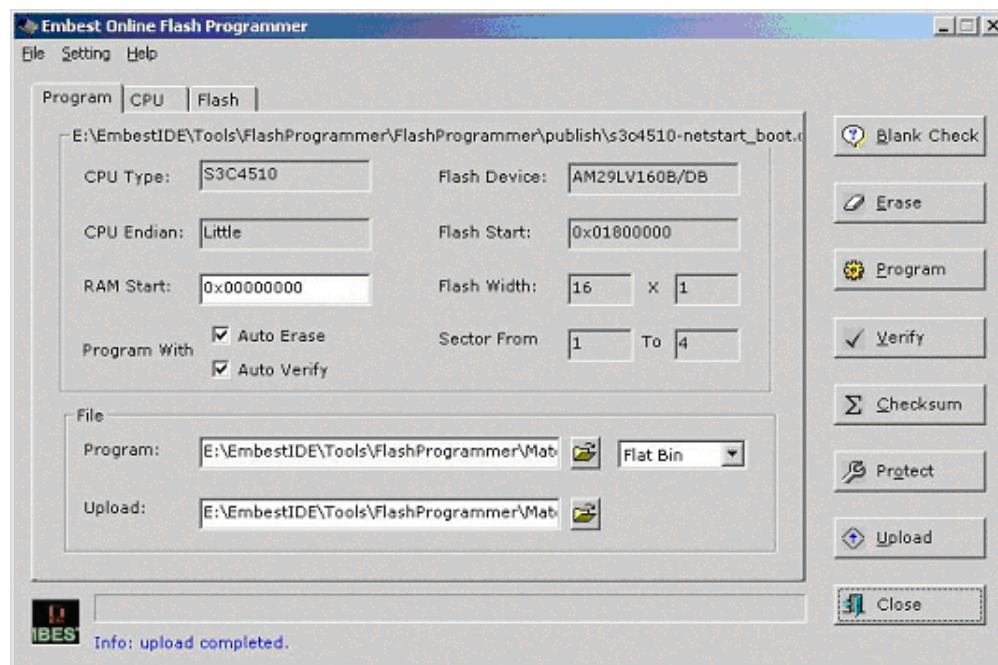 Embest Online Flash Programmer
File Setting Help
Program CPU Flash
E:\EmbestIDE\Tools\FlashProgrammer\FlashProgrammer\publish\s3c4510-netstart_boot.c
CPU Type: S3C4510 Flash Device: AM29LV160B/DB
CPU Endian: Little Flash Start: 0x01800000
RAM Start: 0x00000000 Flash Width: 16 X 1
Program With Auto Erase Sector From 1 To 4
Auto Verify
File
Program: E:\EmbestIDE\Tools\FlashProgrammer\Mat Flat Bin
Upload: E:\EmbestIDE\Tools\FlashProgrammer\Mat
Blank Check
Erase
Program
Verify
Checksum
Protect
Upload
Close
IBES
Info: upload completed.